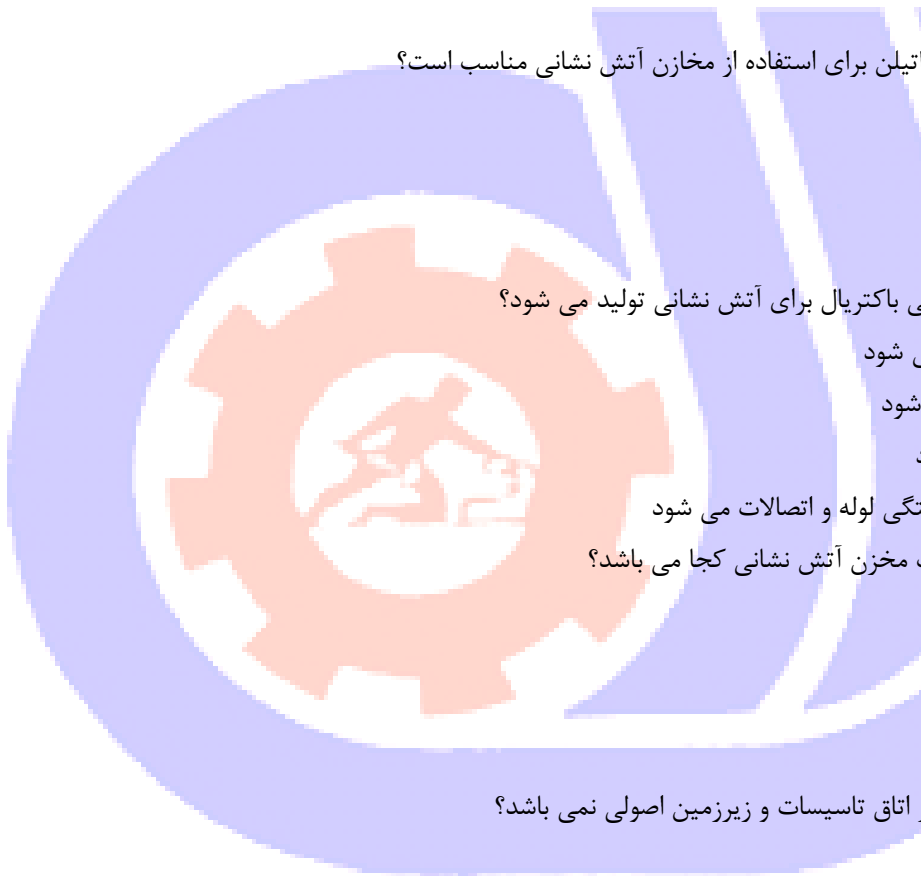 اتیلن برای استفاده از مخازن آتش نشانی مناسب است؟
باکتریال برای آتش نشانی تولید می شود؟
شود
شود
لوله و اتصالات می شود
مخزن آتش نشانی کجا می باشد؟
اتاق تاسیسات و زیرزمین اصولی نمی باشد؟